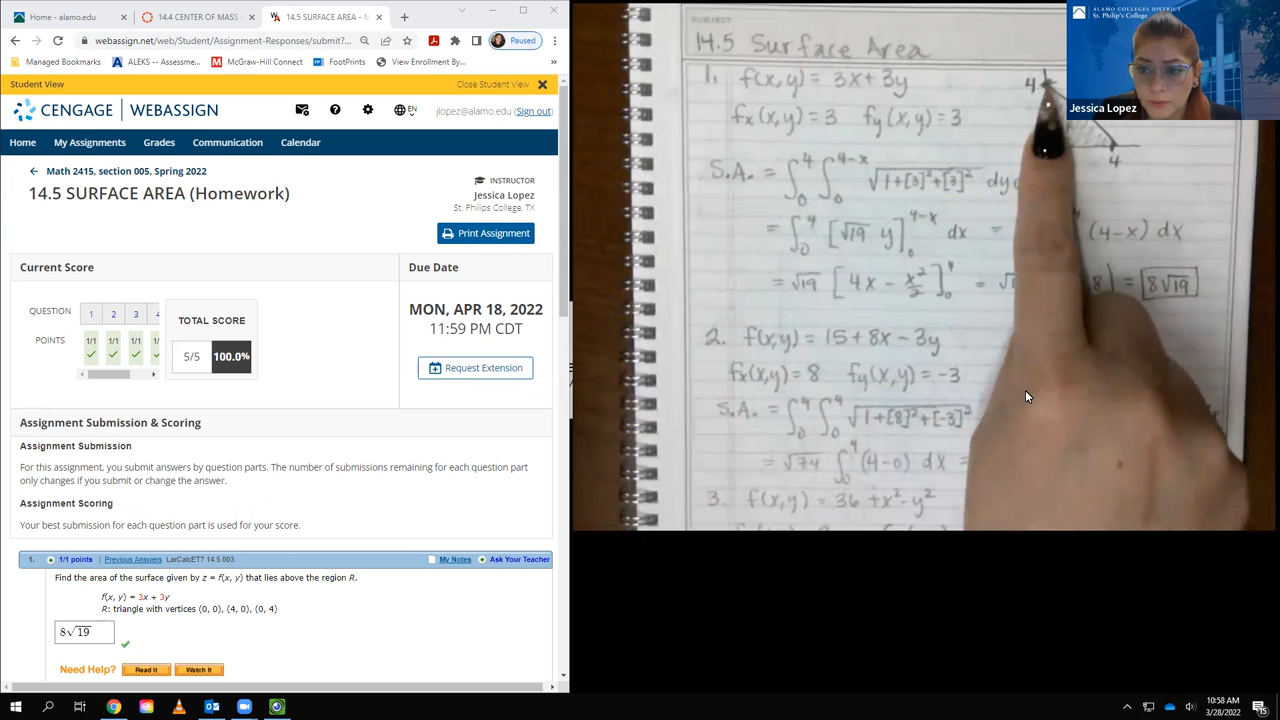 Home - alamo.edu
14.4 CENTER OF MASS
14.5 SURFACE AREA - M
Paused
webassign.net/web/Student/Assignment-Responses/submit?...
Managed Bookmarks
ALEKS -- Assessme...
McGraw-Hill Connect
FootPrints
View Enrollment By...
Student View
Close Student View
CENGAGE WEBASSIGN
EN
jlopez@alamo.edu (Sign out)
Home
My Assignments
Grades
Communication
Calendar
Math 2415, section 005, Spring 2022
14.5 SURFACE AREA (Homework)
INSTRUCTOR
Jessica Lopez
St. Philips College, TX
Print Assignment
Current Score
Due Date
QUESTION 1 2 3 4
POINTS
TOTAL SCORE
5/5 100.0%
MON, APR 18, 2022
11:59 PM CDT
Request Extension
Assignment Submission & Scoring
Assignment Submission
For this assignment, you submit answers by question parts. The number of submissions remaining for each question part
only changes if you submit or change the answer.
Assignment Scoring
Your best submission for each question part is used for your score.
1. 1/1 points Previous Answers LarCalcET7 14.5.003. My Notes Ask Your Teacher
Find the area of the surface given by z = f(x, y) that lies above the region R.
f(x, y) = 3x + 3y
R: triangle with vertices (0, 0), (4, 0), (0, 4)
8√19
Need Help? Read It Watch It
SUBJECT
14.5 Surface Area
1. f(x,y) = 3x+3y
4
4
fx(x,y) = 3 fy(x,y) = 3
S.A. = ∫₀⁴ ∫₀^(4-x) √(1+[3]²+[3]²) dy
= ∫₀⁴ [√19 y]₀^(4-x) dx = (4-x) dx
= √19 [4x - x²/2]₀⁴ = 8) = 8√19
2. f(x,y) = 15 + 8x - 3y
fx(x,y) = 8 fy(x,y) = -3
S.A. = ∫₀⁴ ∫₀⁴ √(1+[8]²+[-3]²)
= √74 ∫₀⁴ (4-0) dx =
3. f(x,y) = 36 + x² - y²
ALAMO COLLEGES DISTRICT
St. Philip's College
Jessica Lopez
10:58 AM
3/28/2022
15